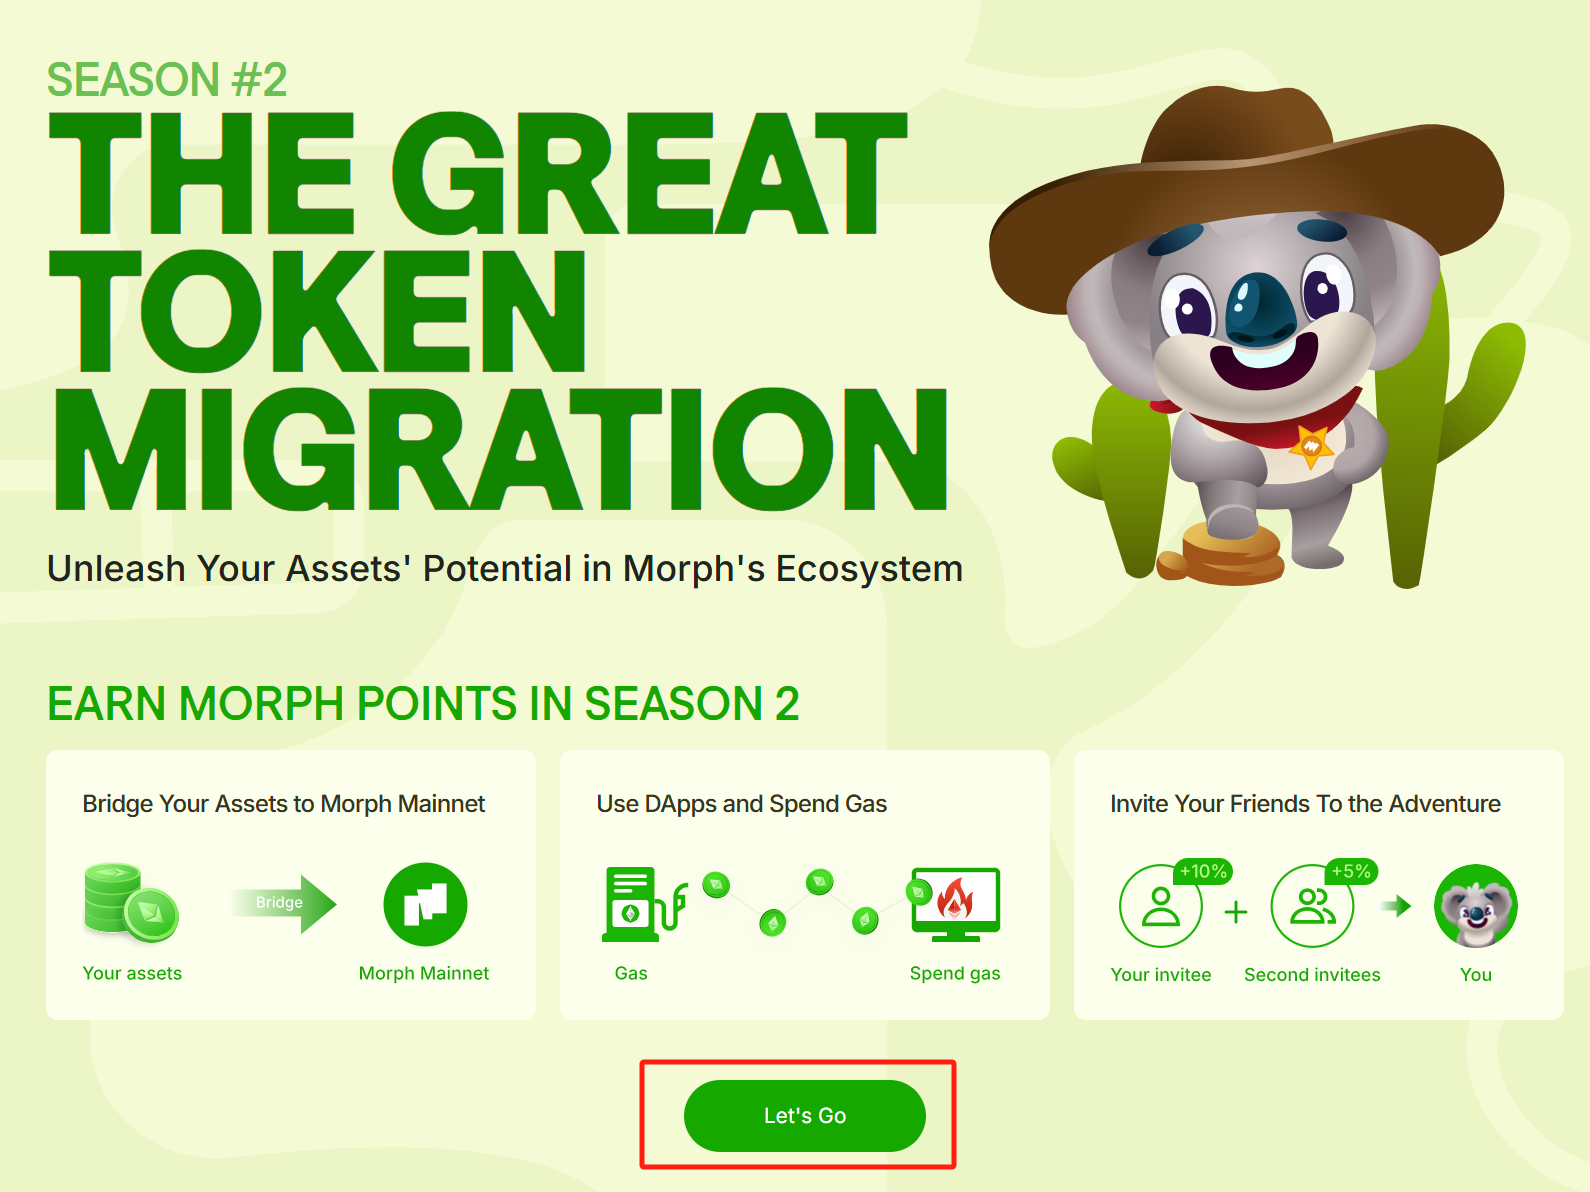 SEASON #2
THE GREAT
TOKEN
MIGRATION
Unleash Your Assets' Potential in Morph's Ecosystem
EARN MORPH POINTS IN SEASON 2
Bridge Your Assets to Morph Mainnet
Bridge
Your assets
Morph Mainnet
Use DApps and Spend Gas
Gas
Spend gas
Invite Your Friends To the Adventure
+10%
+5%
Your invitee
Second invitees
You
Let's Go